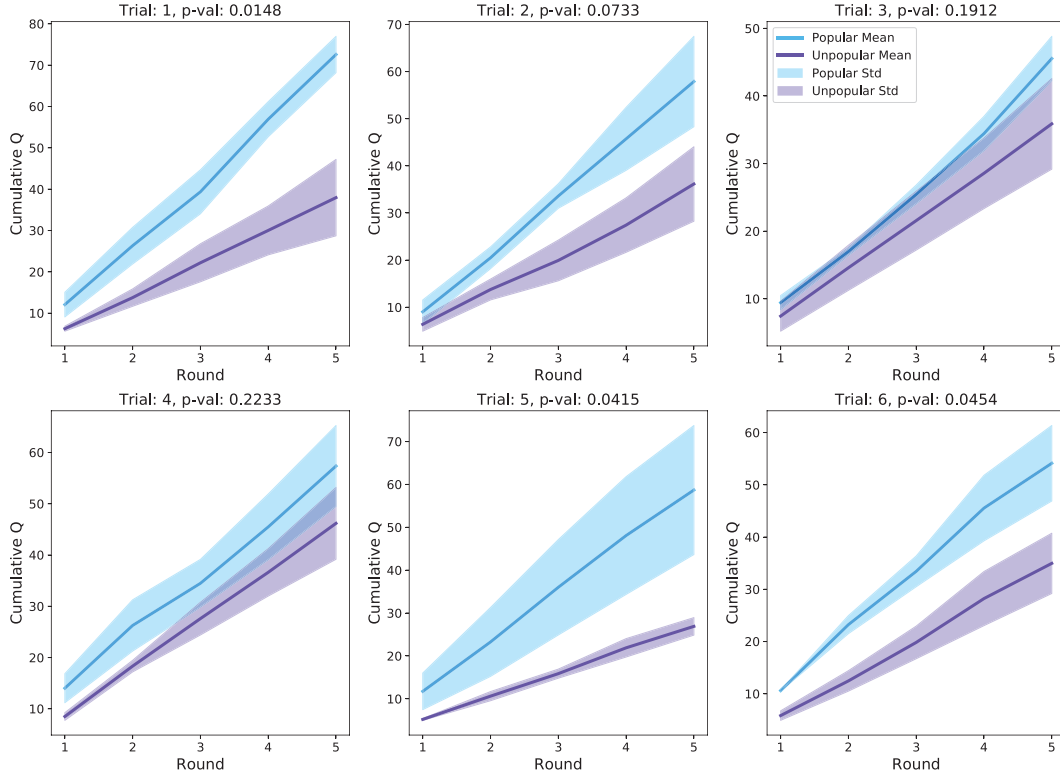 Trial: 1, p-val: 0.0148
80
70
60
50
40
30
20
10
Cumulative Q
1 2 3 4 5
Round
Trial: 2, p-val: 0.0733
70
60
50
40
30
20
10
Cumulative Q
1 2 3 4 5
Round
Trial: 3, p-val: 0.1912
Popular Mean
Unpopular Mean
Popular Std
Unpopular Std
50
40
30
20
10
Cumulative Q
1 2 3 4 5
Round
Trial: 4, p-val: 0.2233
60
50
40
30
20
10
Cumulative Q
1 2 3 4 5
Round
Trial: 5, p-val: 0.0415
70
60
50
40
30
20
10
Cumulative Q
1 2 3 4 5
Round
Trial: 6, p-val: 0.0454
60
50
40
30
20
10
Cumulative Q
1 2 3 4 5
Round